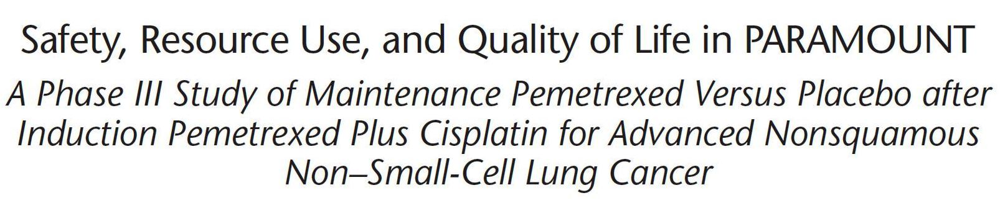 Safety, Resource Use, and Quality of Life in PARAMOUNT
A Phase III Study of Maintenance Pemetrexed Versus Placebo after
Induction Pemetrexed Plus Cisplatin for Advanced Nonsquamous
Non–Small-Cell Lung Cancer